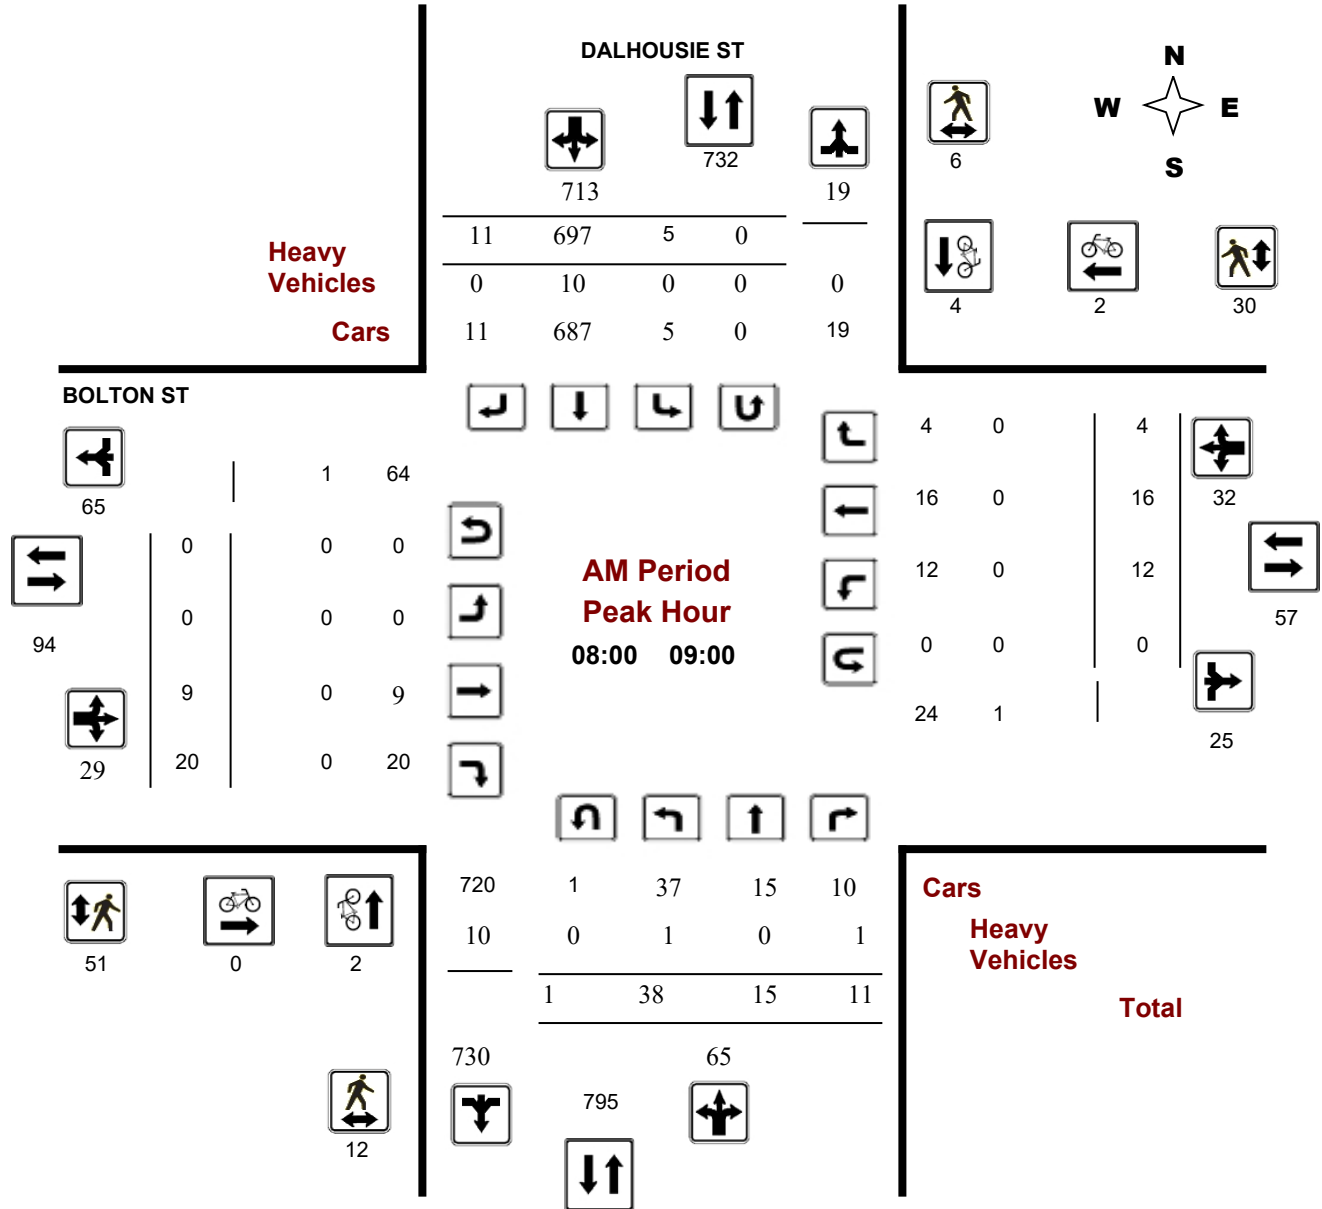 DALHOUSIE ST
N
W E
S
732
6
713 19
11 697 5 0
Heavy
Vehicles 0 10 0 0 0
4 2 30
Cars 11 687 5 0 19
BOLTON ST
4 0 4
1 64
65 16 0 16 32
0 0 0
AM Period 12 0 12
Peak Hour
0 0 0 57
94 08:00 09:00 0 0 0
9 0 9
24 1
25
29 20 0 20
720 1 37 15 10 Cars
10 0 1 0 1 Heavy
Vehicles
51 0 2
1 38 15 11 Total
730 65
795
12